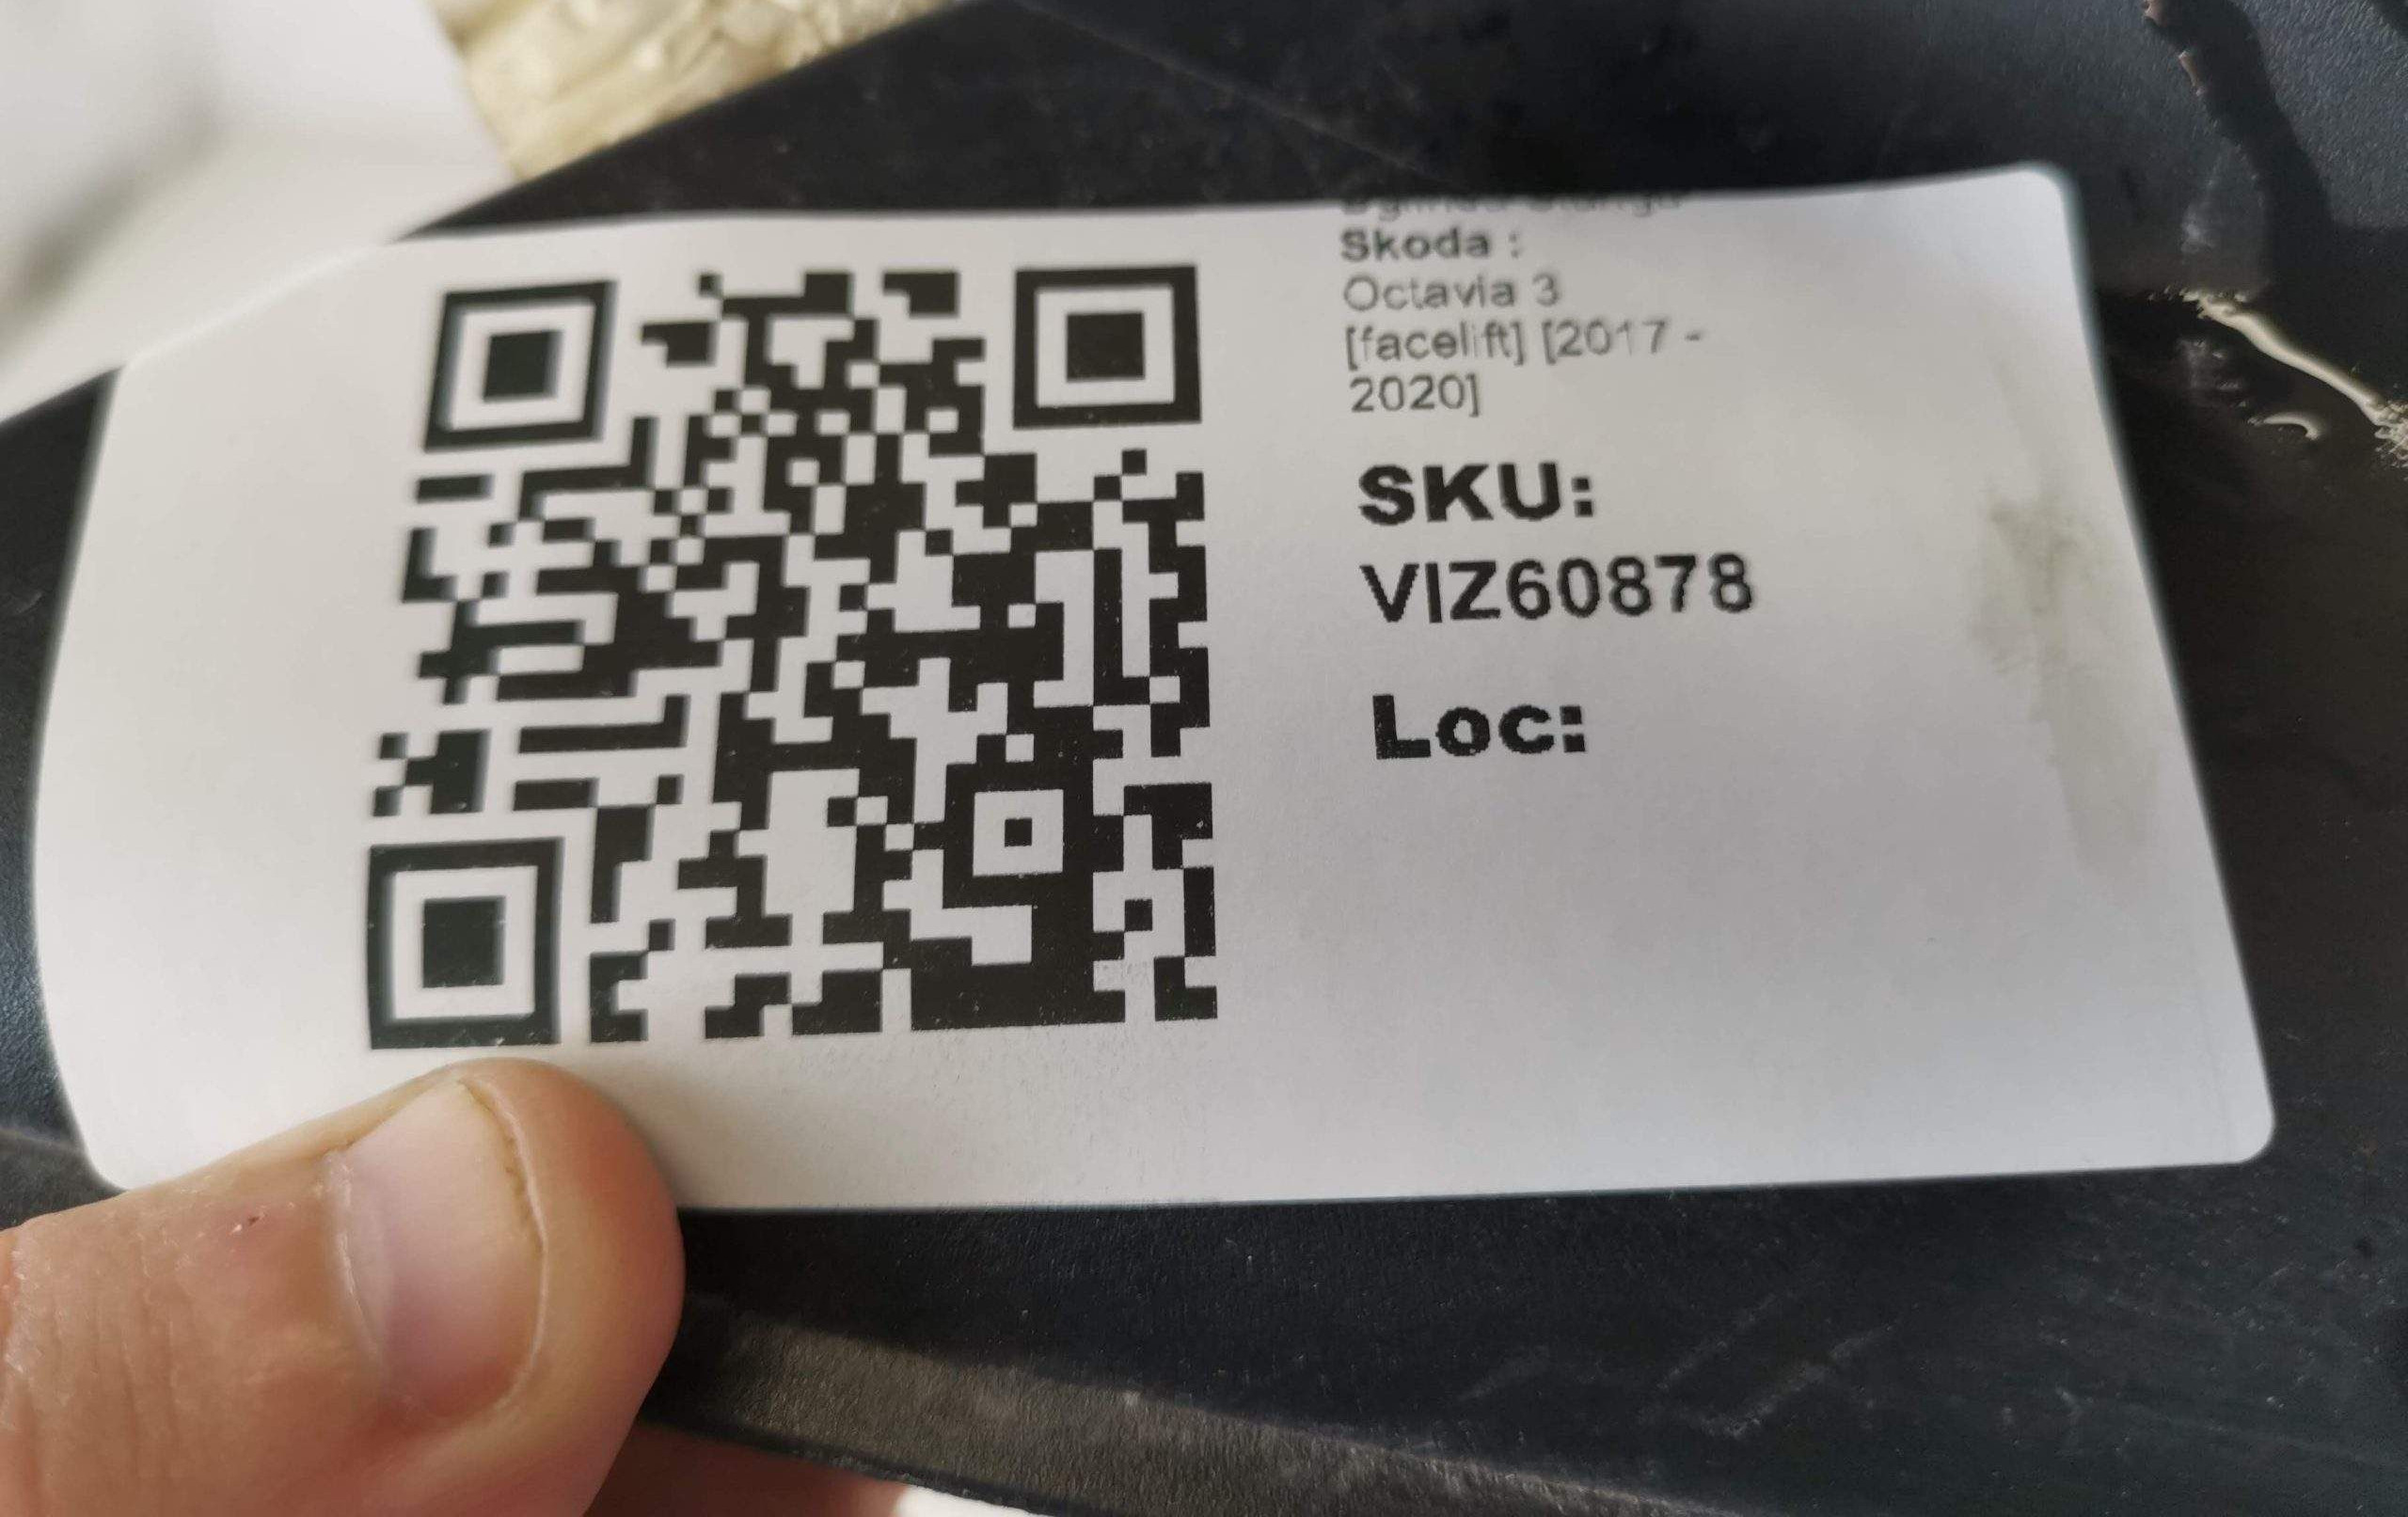 Skoda :
Octavia 3
[facelift] [2017 -
2020]
SKU:
VIZ60878
Loc: